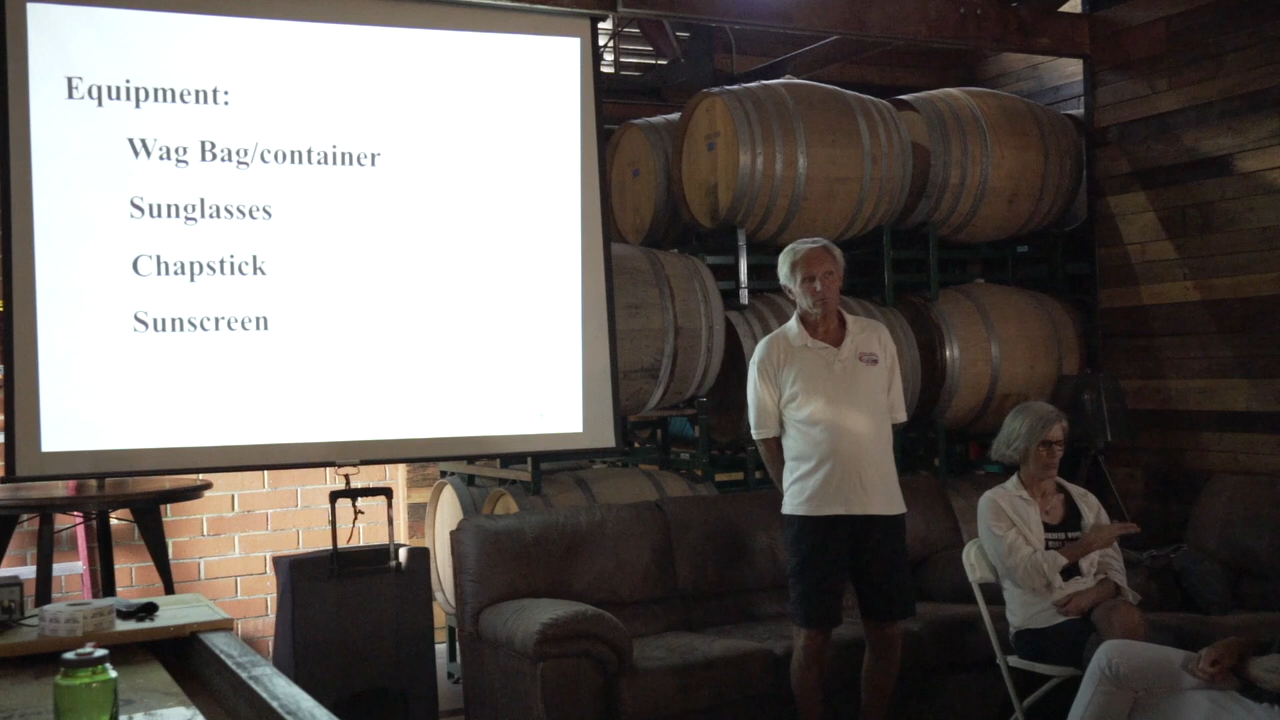 Equipment:
Wag Bag/container
Sunglasses
Chapstick
Sunscreen